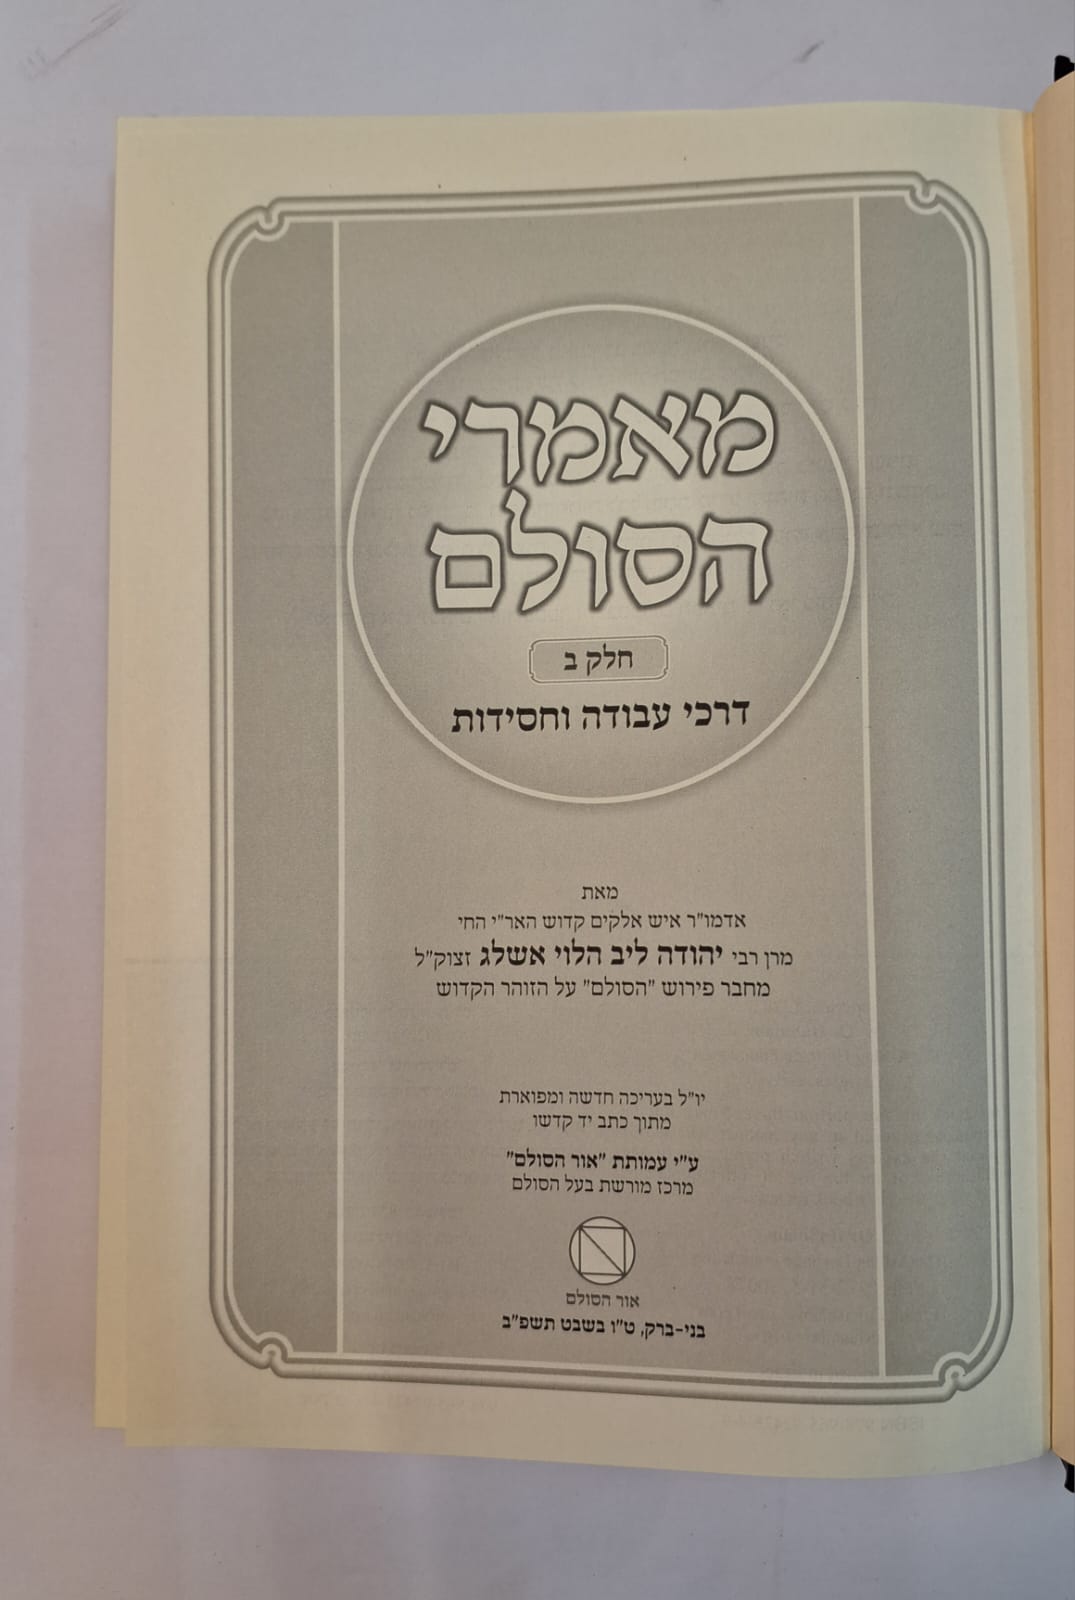 מאמרי
הסולם
חלק ב
דרכי עבודה וחסידות
מאת
אדמו"ר איש אלקים קדוש האר"י החי
מרן רבי יהודה ליב הלוי אשלג זצוק"ל
מחבר פירוש "הסולם" על הזוהר הקדוש
יו"ל בעריכה חדשה ומפוארת
מתוך כתב יד קדשו
ע"י עמותת "אור הסולם"
מרכז מורשת בעל הסולם
אור הסולם
בני-ברק, ט"ו בשבט תשפ"ב